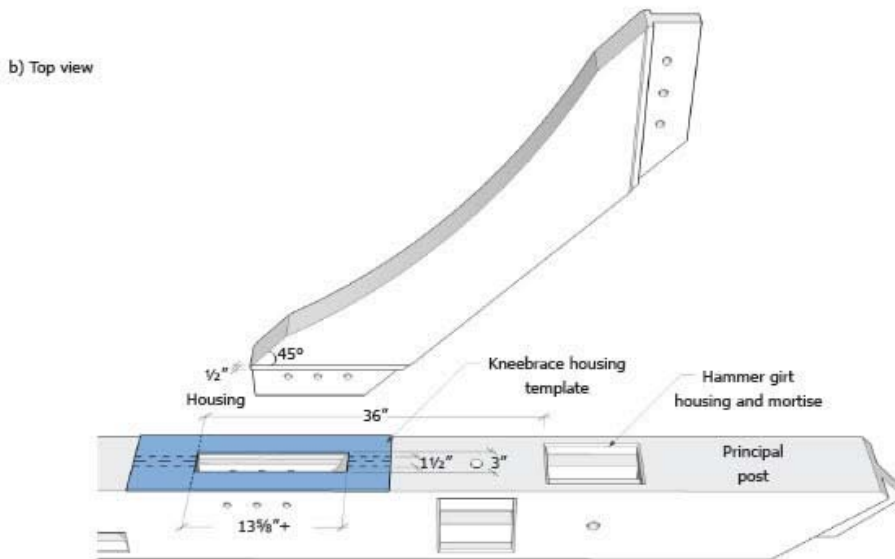 b) Top view
45°
½"
Housing
Kneebrace housing
template
Hammer girt
housing and mortise
36"
1½"
3"
Principal
post
13⅝"+